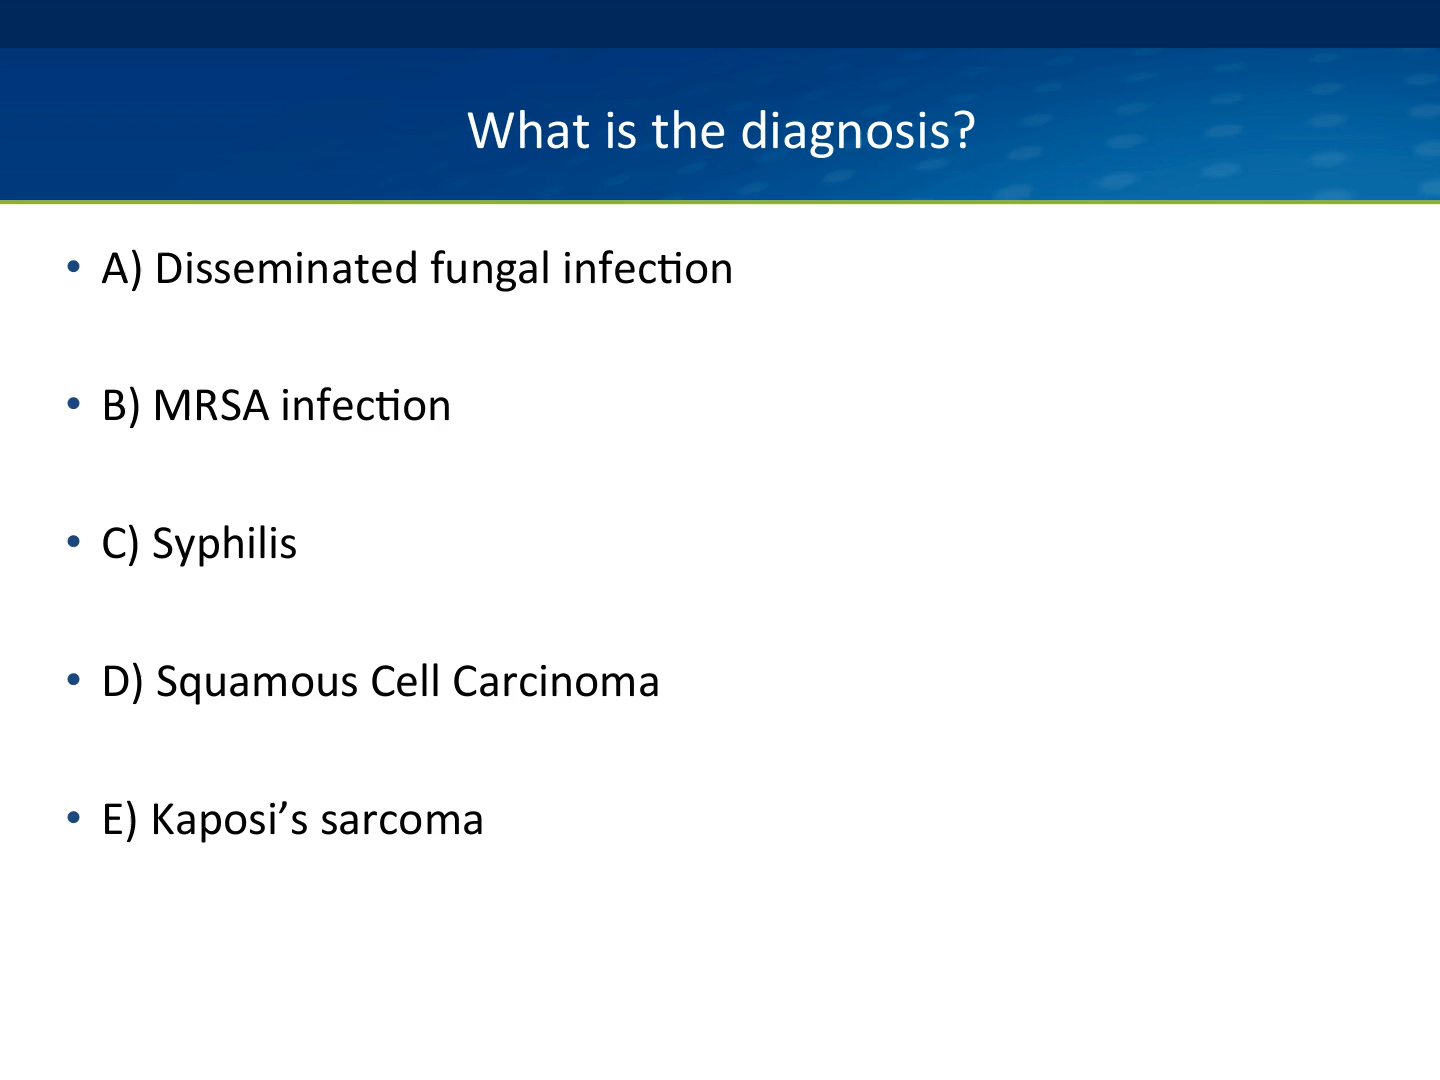 What is the diagnosis?
• A) Disseminated fungal infection
• B) MRSA infection
• C) Syphilis
• D) Squamous Cell Carcinoma
• E) Kaposi’s sarcoma